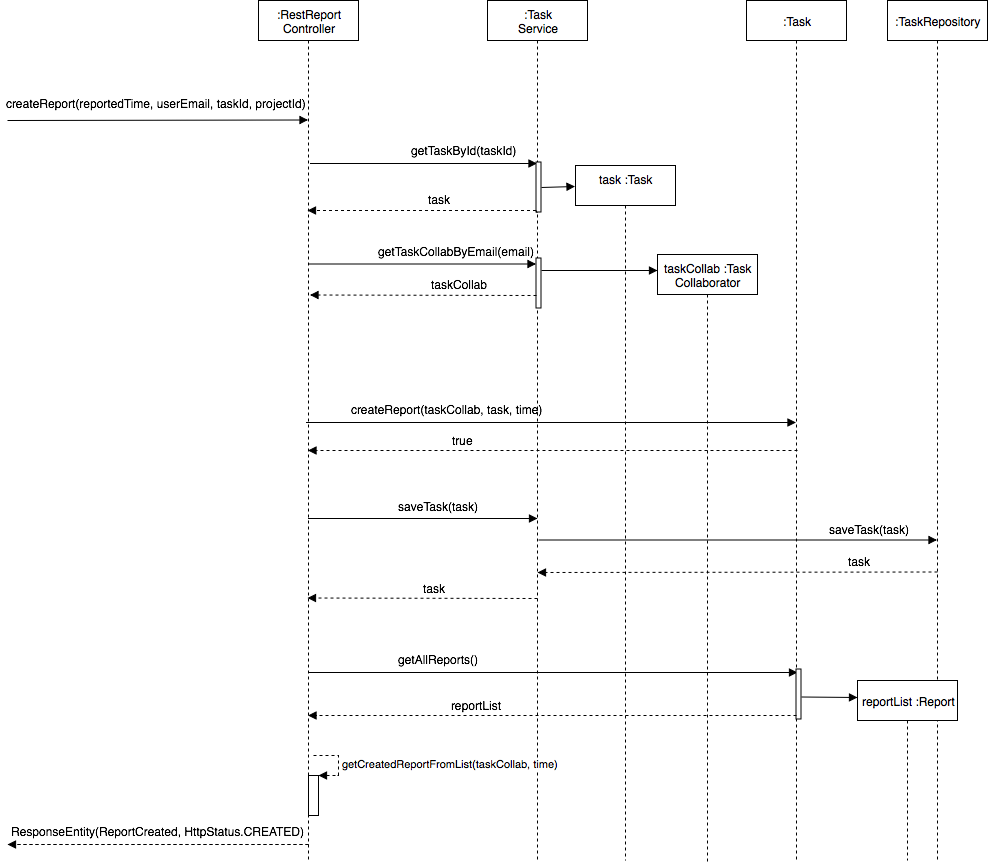 :RestReport
Controller
:Task
Service
:Task
:TaskRepository
createReport(reportedTime, userEmail, taskId, projectId)
getTaskById(taskId)
task :Task
task
getTaskCollabByEmail(email)
taskCollab :Task
Collaborator
taskCollab
createReport(taskCollab, task, time)
true
saveTask(task)
saveTask(task)
task
task
getAllReports()
reportList :Report
reportList
getCreatedReportFromList(taskCollab, time)
ResponseEntity(ReportCreated, HttpStatus.CREATED)